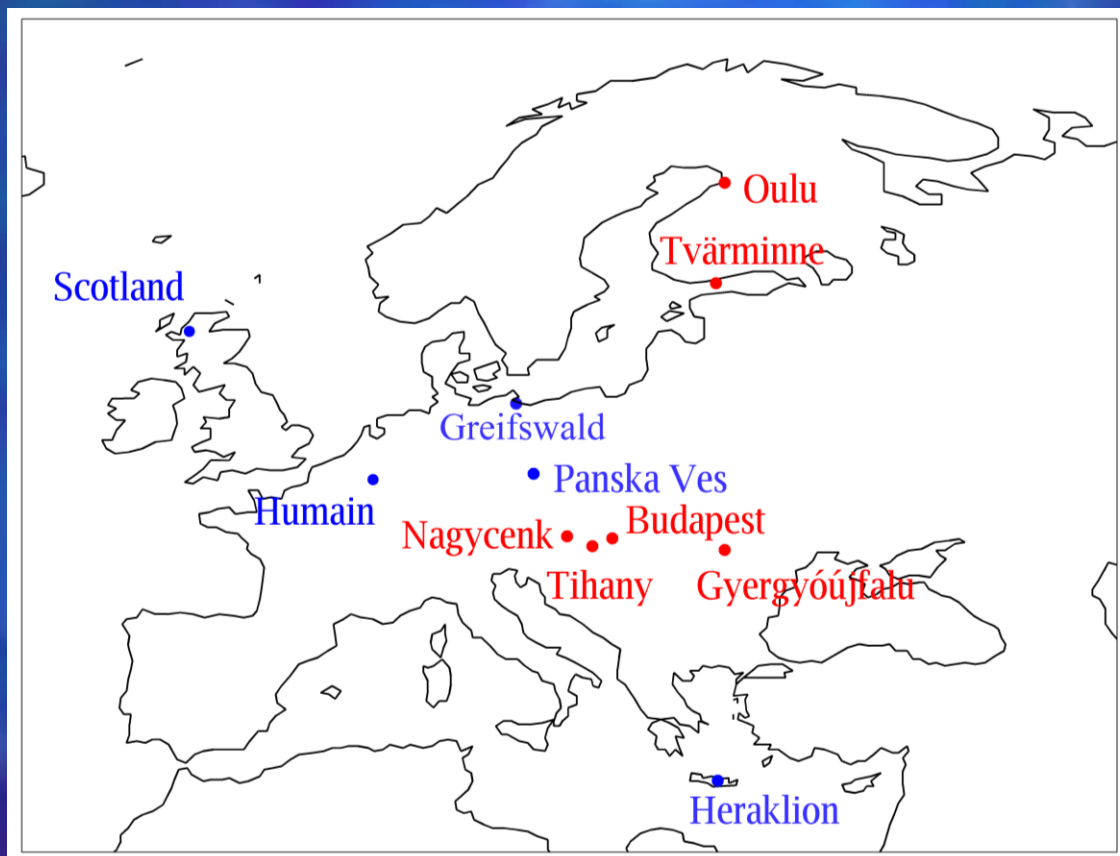 Oulu
Tvärminne
Scotland
Greifswald
Panska Ves
Humain
Budapest
Nagycenk
Tihany
Gyergyóújfalu
Heraklion